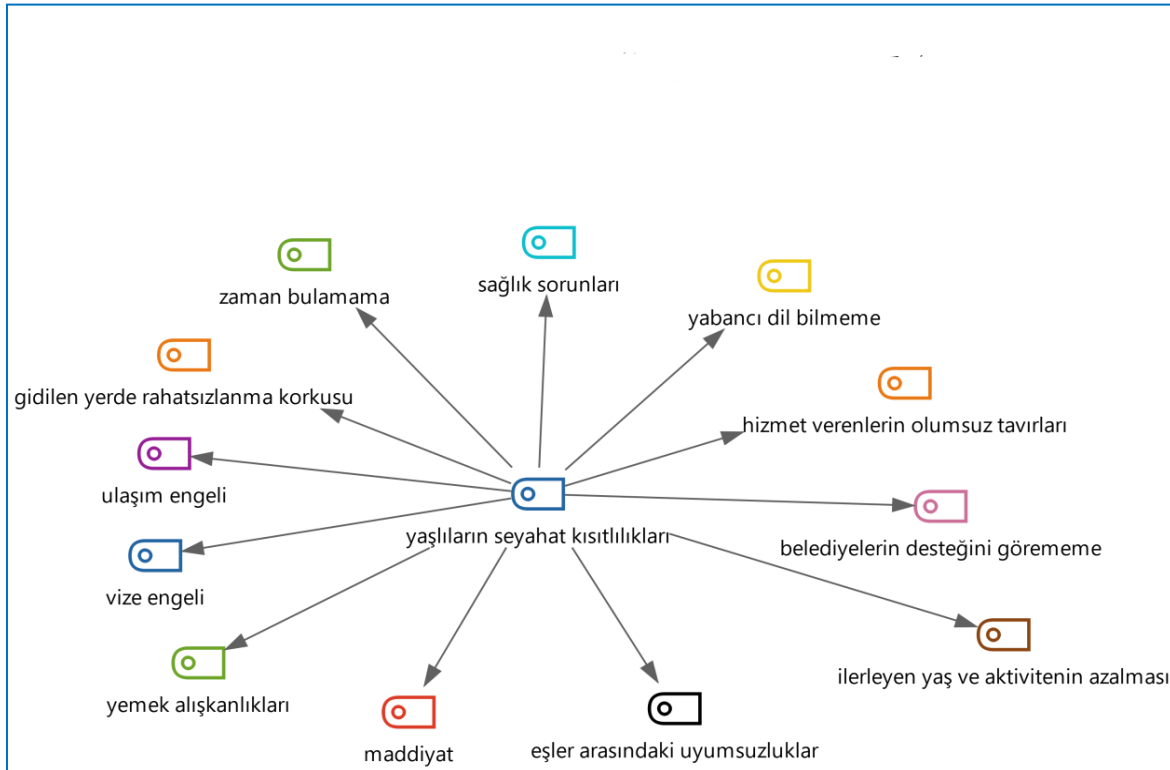 sağlık sorunları
zaman bulamama
yabancı dil bilmeme
gidilen yerde rahatsızlanma korkusu
hizmet verenlerin olumsuz tavırları
ulaşım engeli
yaşlıların seyahat kısıtlılıkları
belediyelerin desteğini görememe
vize engeli
ilerleyen yaş ve aktivitenin azalması
yemek alışkanlıkları
maddiyat
eşler arasındaki uyumsuzluklar